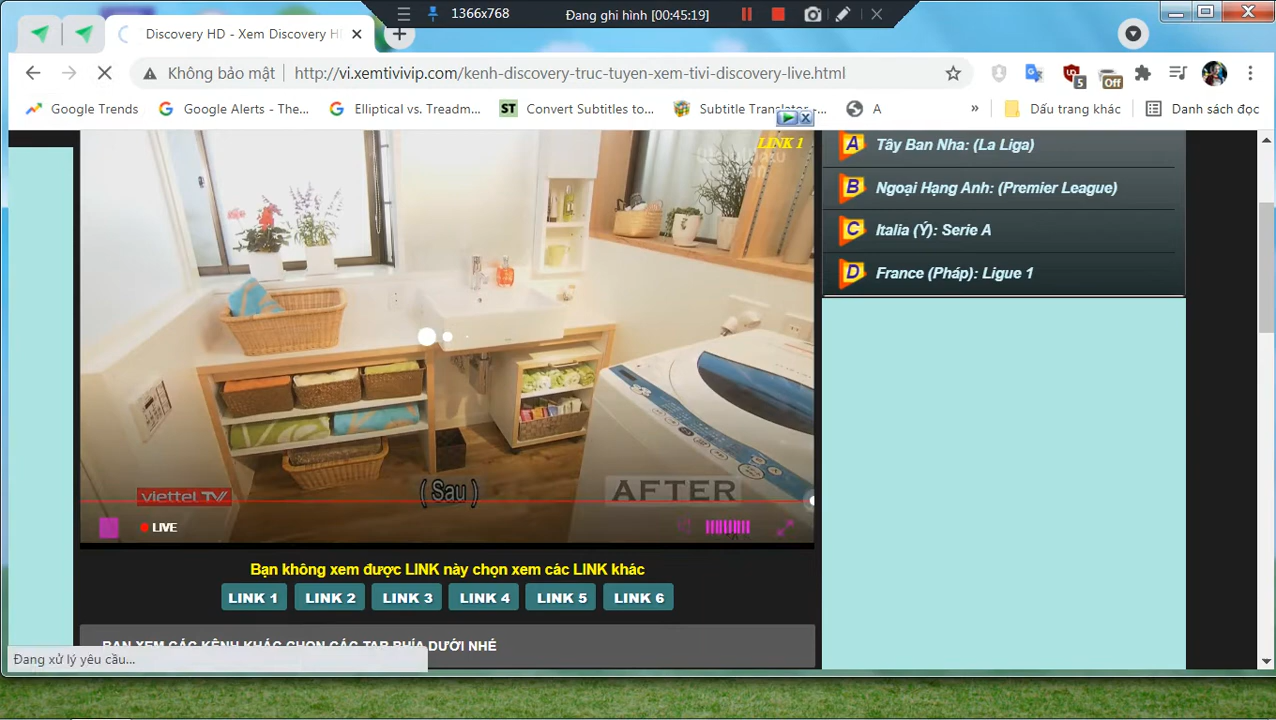 1366x768
Đang ghi hình [00:45:19]
Discovery HD - Xem Discovery H
Không bảo mật
http://vi.xemtivivip.com/kenh-discovery-truc-tuyen-xem-tivi-discovery-live.html
5
Off
Google Trends
Google Alerts - The...
Elliptical vs. Treadm...
ST
Convert Subtitles to...
Subtitle Translator -...
A
»
Dấu trang khác
Danh sách đọc
LINK 1
A
Tây Ban Nha: (La Liga)
B
Ngoại Hạng Anh: (Premier League)
C
Italia (Ý): Serie A
D
France (Pháp): Ligue 1
viettel TV
( Sau )
AFTER
LIVE
Bạn không xem được LINK này chọn xem các LINK khác
LINK 1
LINK 2
LINK 3
LINK 4
LINK 5
LINK 6
BẠN XEM CÁC KÊNH KHÁC CHỌN CÁC TAB PHÍA DƯỚI NHÉ
Đang xử lý yêu cầu...